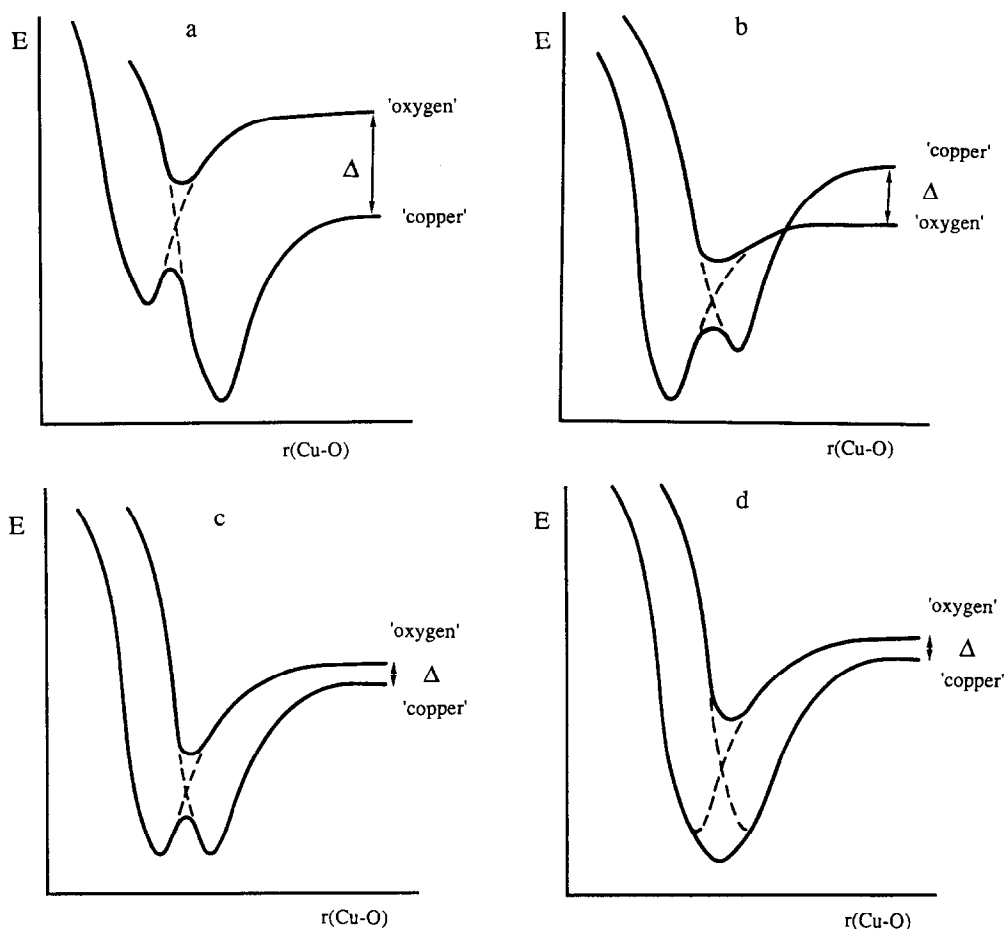 a
E
'oxygen'
Δ
'copper'
r(Cu-O)
b
E
'copper'
Δ
'oxygen'
r(Cu-O)
c
E
'oxygen'
Δ
'copper'
r(Cu-O)
d
E
'oxygen'
Δ
'copper'
r(Cu-O)